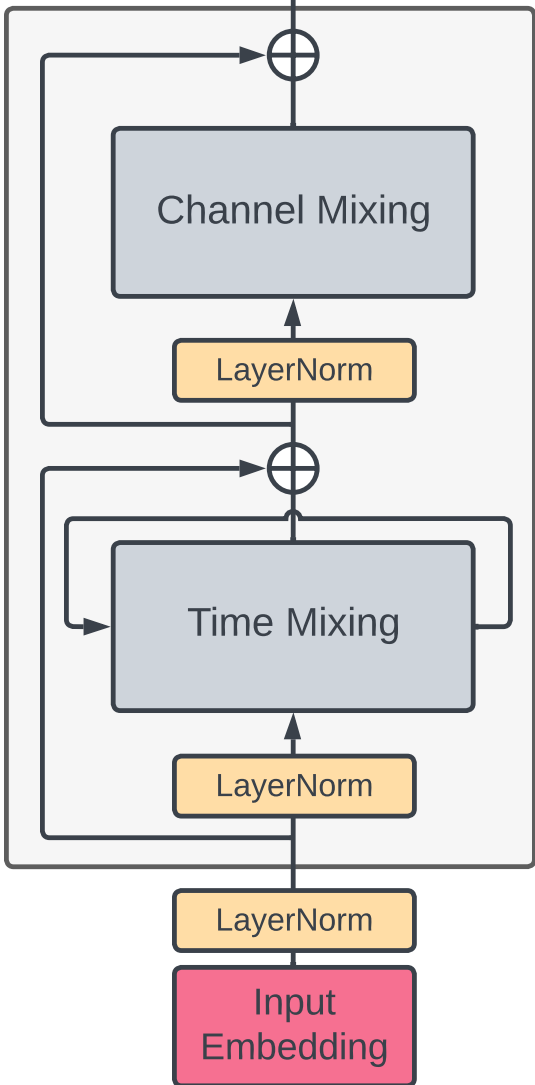 Channel Mixing
LayerNorm
Time Mixing
LayerNorm
LayerNorm
Input
Embedding